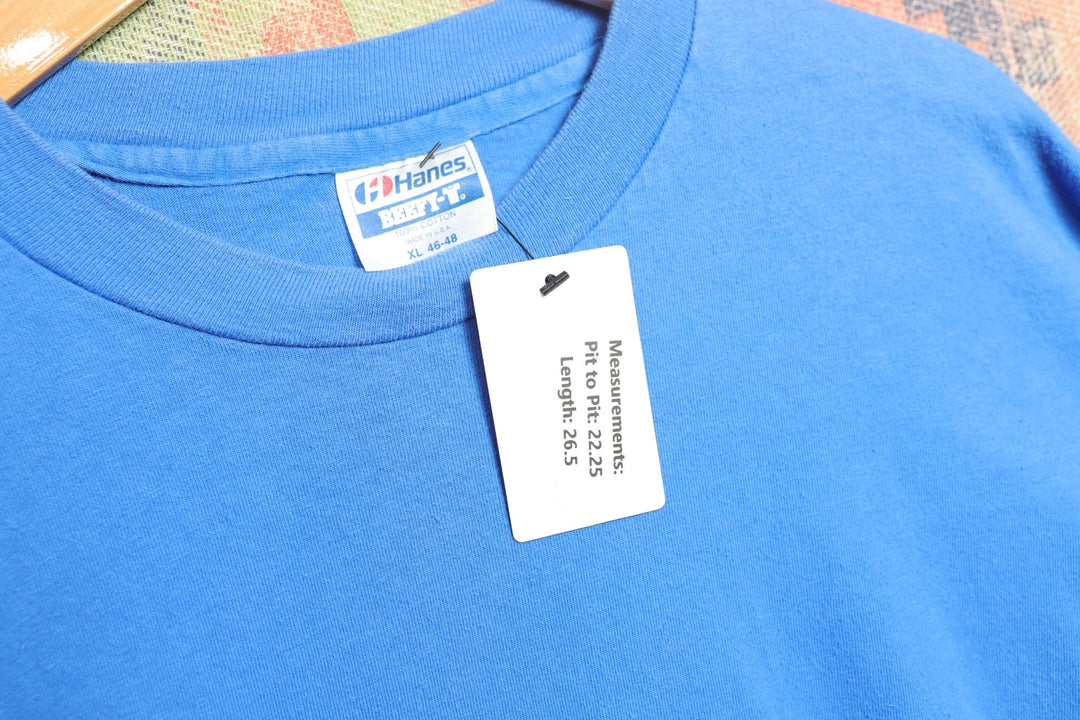 Hanes®
BEEFY-T®
100% COTTON
MADE IN U.S.A.
XL 46-48
Measurements:
Pit to Pit: 22.25
Length: 26.5